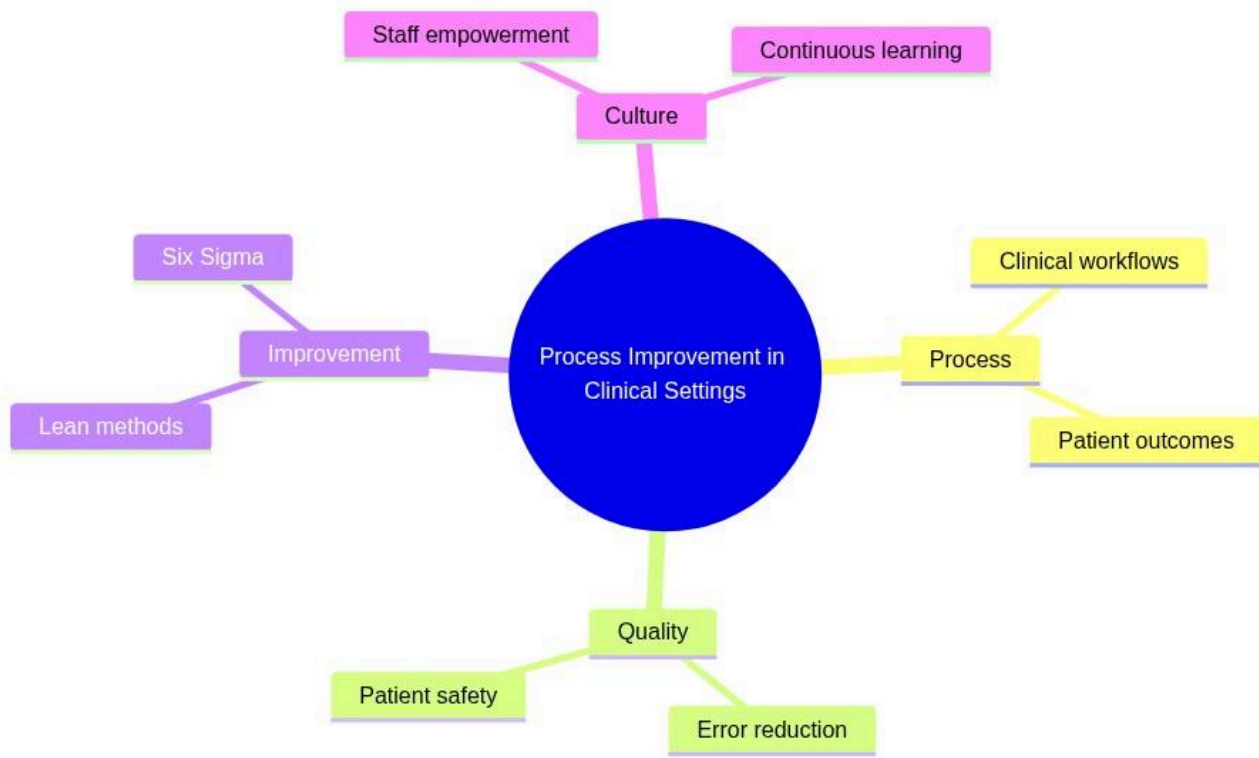 Staff empowerment
Continuous learning
Culture
Six Sigma
Improvement
Lean methods
Process Improvement in
Clinical Settings
Clinical workflows
Process
Patient outcomes
Quality
Patient safety
Error reduction